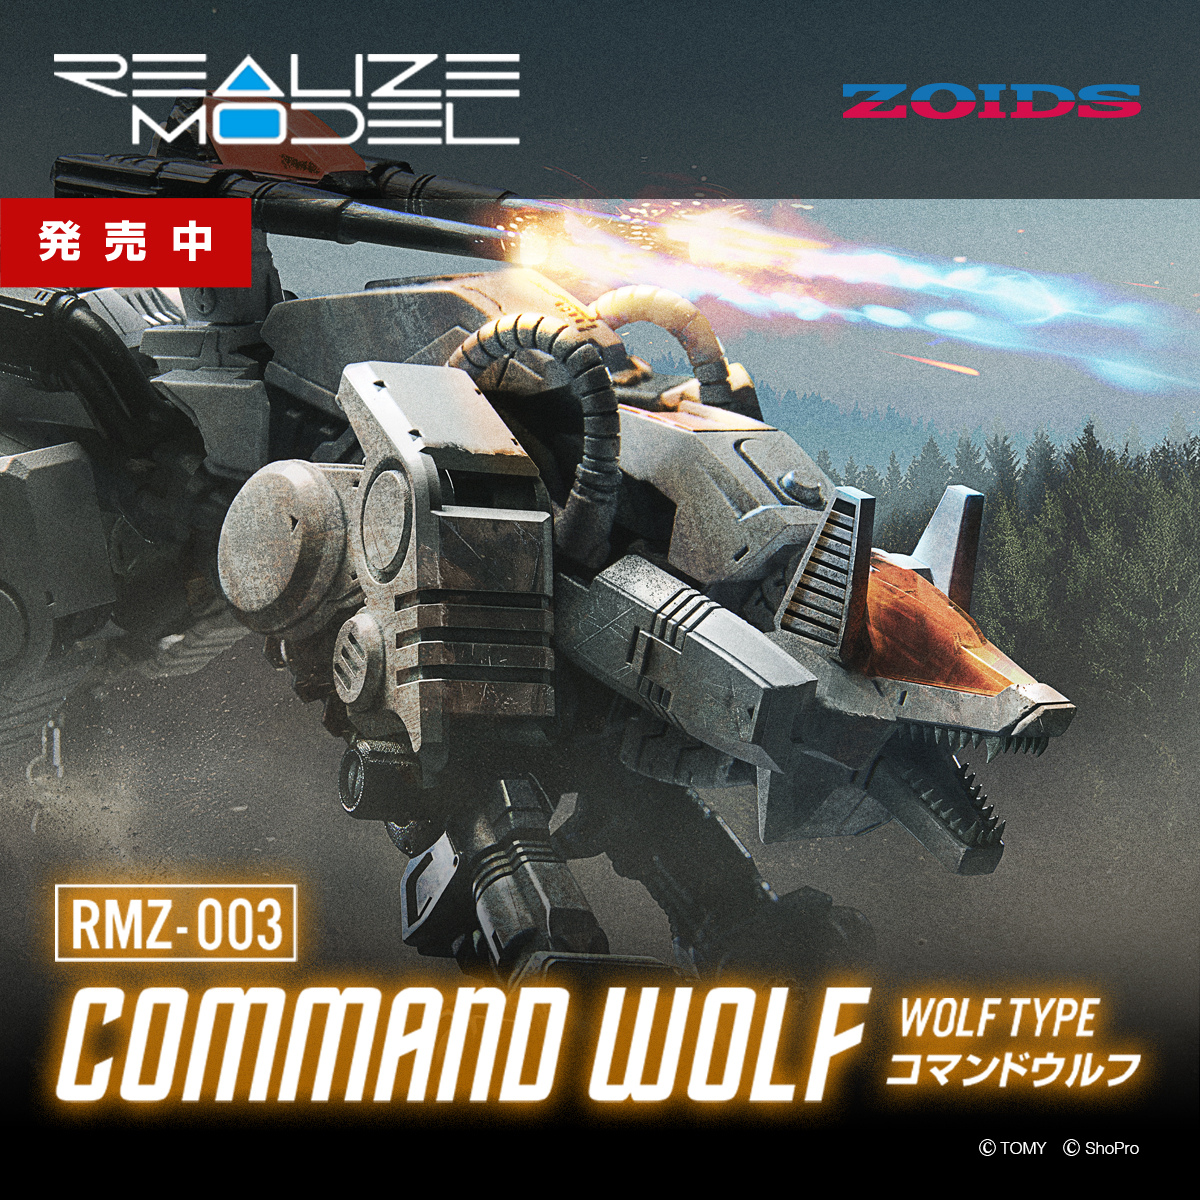 REALIZE
MODEL
ZOIDS
発売中
RMZ-003
COMMAND WOLF
WOLF TYPE
コマンドウルフ
© TOMY © ShoPro